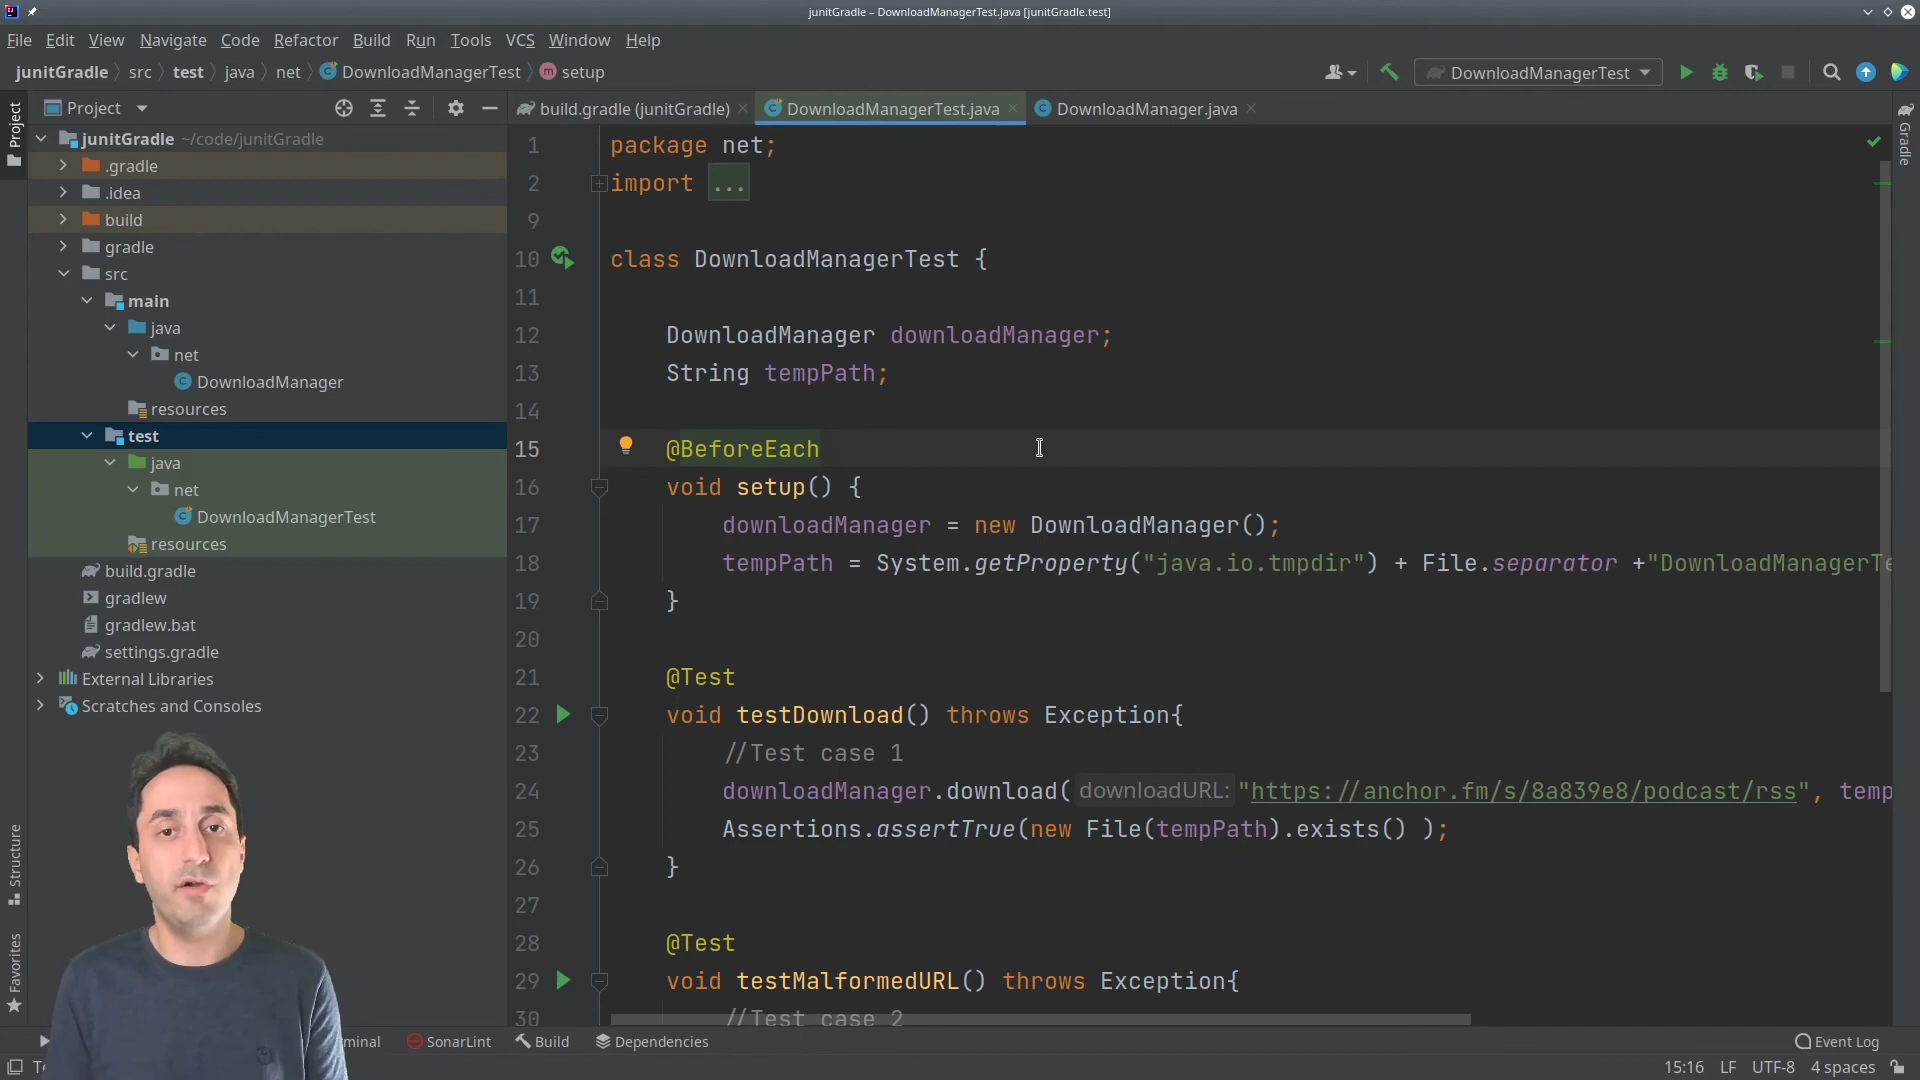 junitGradle – DownloadManagerTest.java [junitGradle.test]
File Edit View Navigate Code Refactor Build Run Tools VCS Window Help
junitGradle src test java net DownloadManagerTest m setup
DownloadManagerTest
Project
build.gradle (junitGradle) DownloadManagerTest.java DownloadManager.java
Project
Structure
Favorites
Gradle
junitGradle ~/code/junitGradle
.gradle
.idea
build
gradle
src
main
java
net
DownloadManager
resources
test
java
net
DownloadManagerTest
resources
build.gradle
gradlew
gradlew.bat
settings.gradle
External Libraries
Scratches and Consoles
1 package net;
2 import ...
9
10 class DownloadManagerTest {
11
12 DownloadManager downloadManager;
13 String tempPath;
14
15 @BeforeEach
16 void setup() {
17 downloadManager = new DownloadManager();
18 tempPath = System.getProperty("java.io.tmpdir") + File.separator +"DownloadManagerTe
19 }
20
21 @Test
22 void testDownload() throws Exception{
23 //Test case 1
24 downloadManager.download( downloadURL: "https://anchor.fm/s/8a839e8/podcast/rss", temp
25 Assertions.assertTrue(new File(tempPath).exists() );
26 }
27
28 @Test
29 void testMalformedURL() throws Exception{
30 //Test case 2
minal SonarLint Build Dependencies Event Log
15:16 LF UTF-8 4 spaces